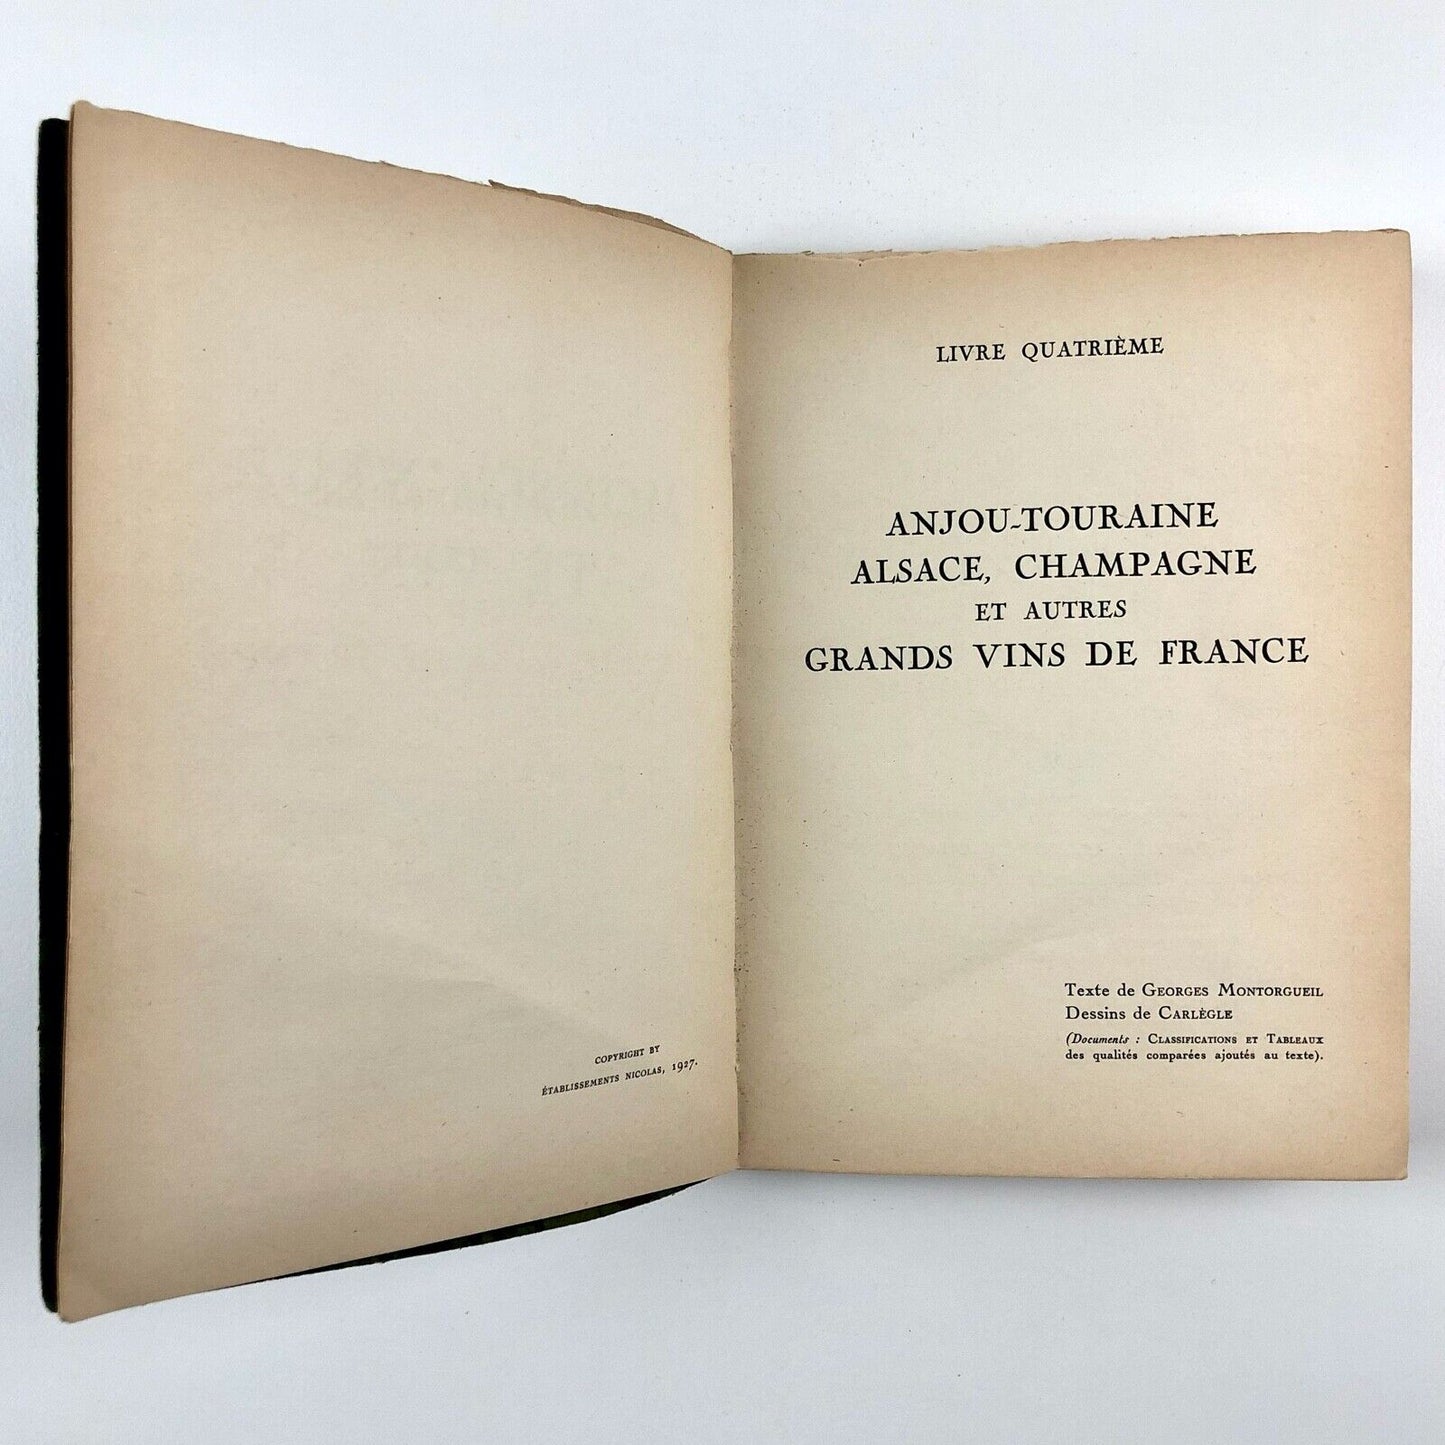 COPYRIGHT BY
ÉTABLISSEMENTS NICOLAS, 1927.
LIVRE QUATRIÈME
ANJOU-TOURAINE
ALSACE, CHAMPAGNE
ET AUTRES
GRANDS VINS DE FRANCE
Texte de GEORGES MONTORGUEIL
Dessins de CARLÈGLE
(Documents : CLASSIFICATIONS ET TABLEAUX
des qualités comparées ajoutés au texte).